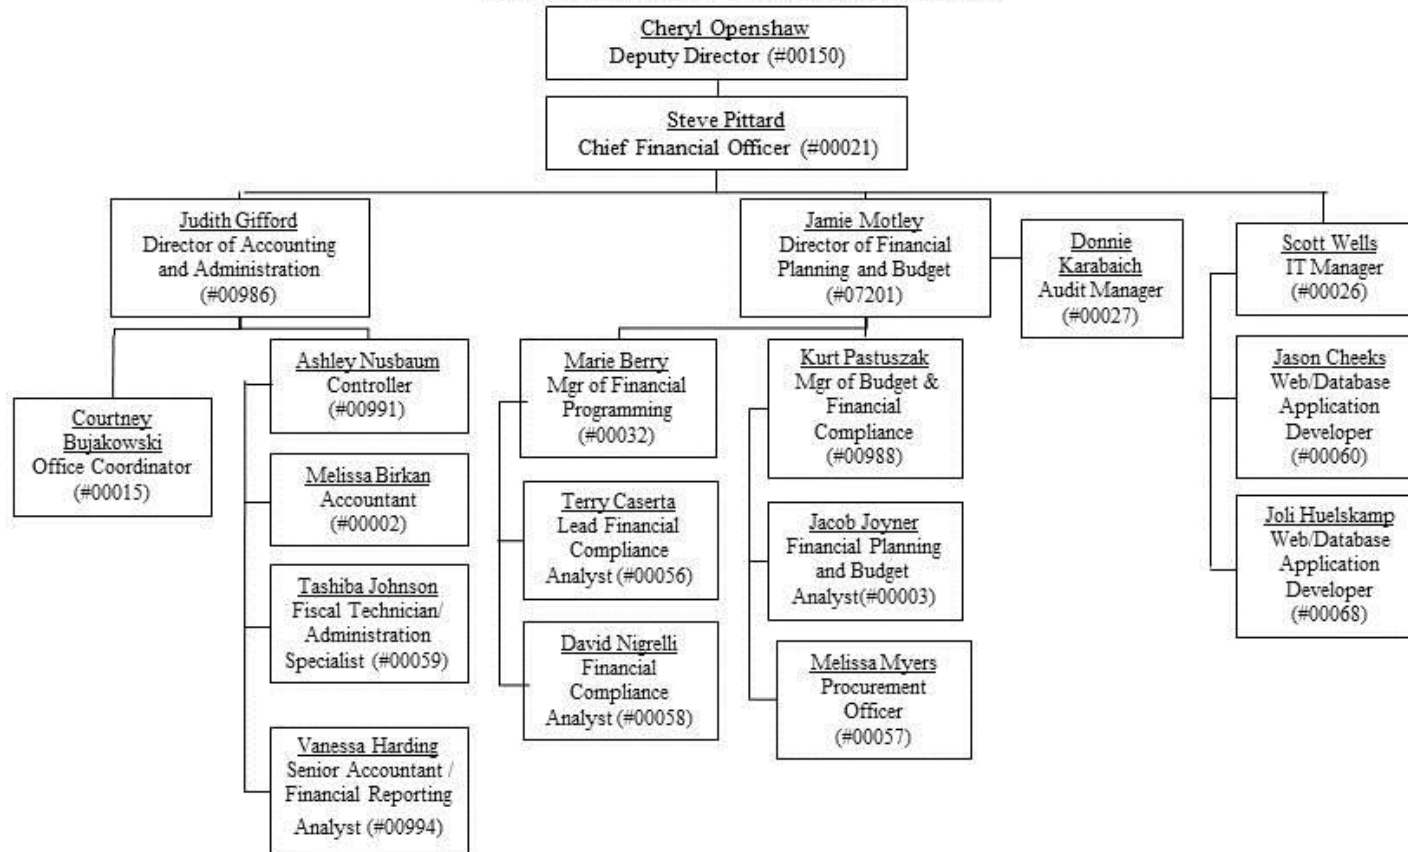 Cheryl Openshaw
Deputy Director (#00150)
Steve Pittard
Chief Financial Officer (#00021)
Judith Gifford
Director of Accounting
and Administration
(#00986)
Jamie Motley
Director of Financial
Planning and Budget
(#07201)
Donnie
Karabaich
Audit Manager
(#00027)
Scott Wells
IT Manager
(#00026)
Courtney
Bujakowski
Office Coordinator
(#00015)
Ashley Nusbaum
Controller
(#00991)
Melissa Birkan
Accountant
(#00002)
Tashiba Johnson
Fiscal Technician/
Administration
Specialist (#00059)
Vanessa Harding
Senior Accountant /
Financial Reporting
Analyst (#00994)
Marie Berry
Mgr of Financial
Programming
(#00032)
Terry Caserta
Lead Financial
Compliance
Analyst (#00056)
David Nigrelli
Financial
Compliance
Analyst (#00058)
Kurt Pastuszak
Mgr of Budget &
Financial
Compliance
(#00988)
Jacob Joyner
Financial Planning
and Budget
Analyst(#00003)
Melissa Myers
Procurement
Officer
(#00057)
Jason Cheeks
Web/Database
Application
Developer
(#00060)
Joli Huelskamp
Web/Database
Application
Developer
(#00068)